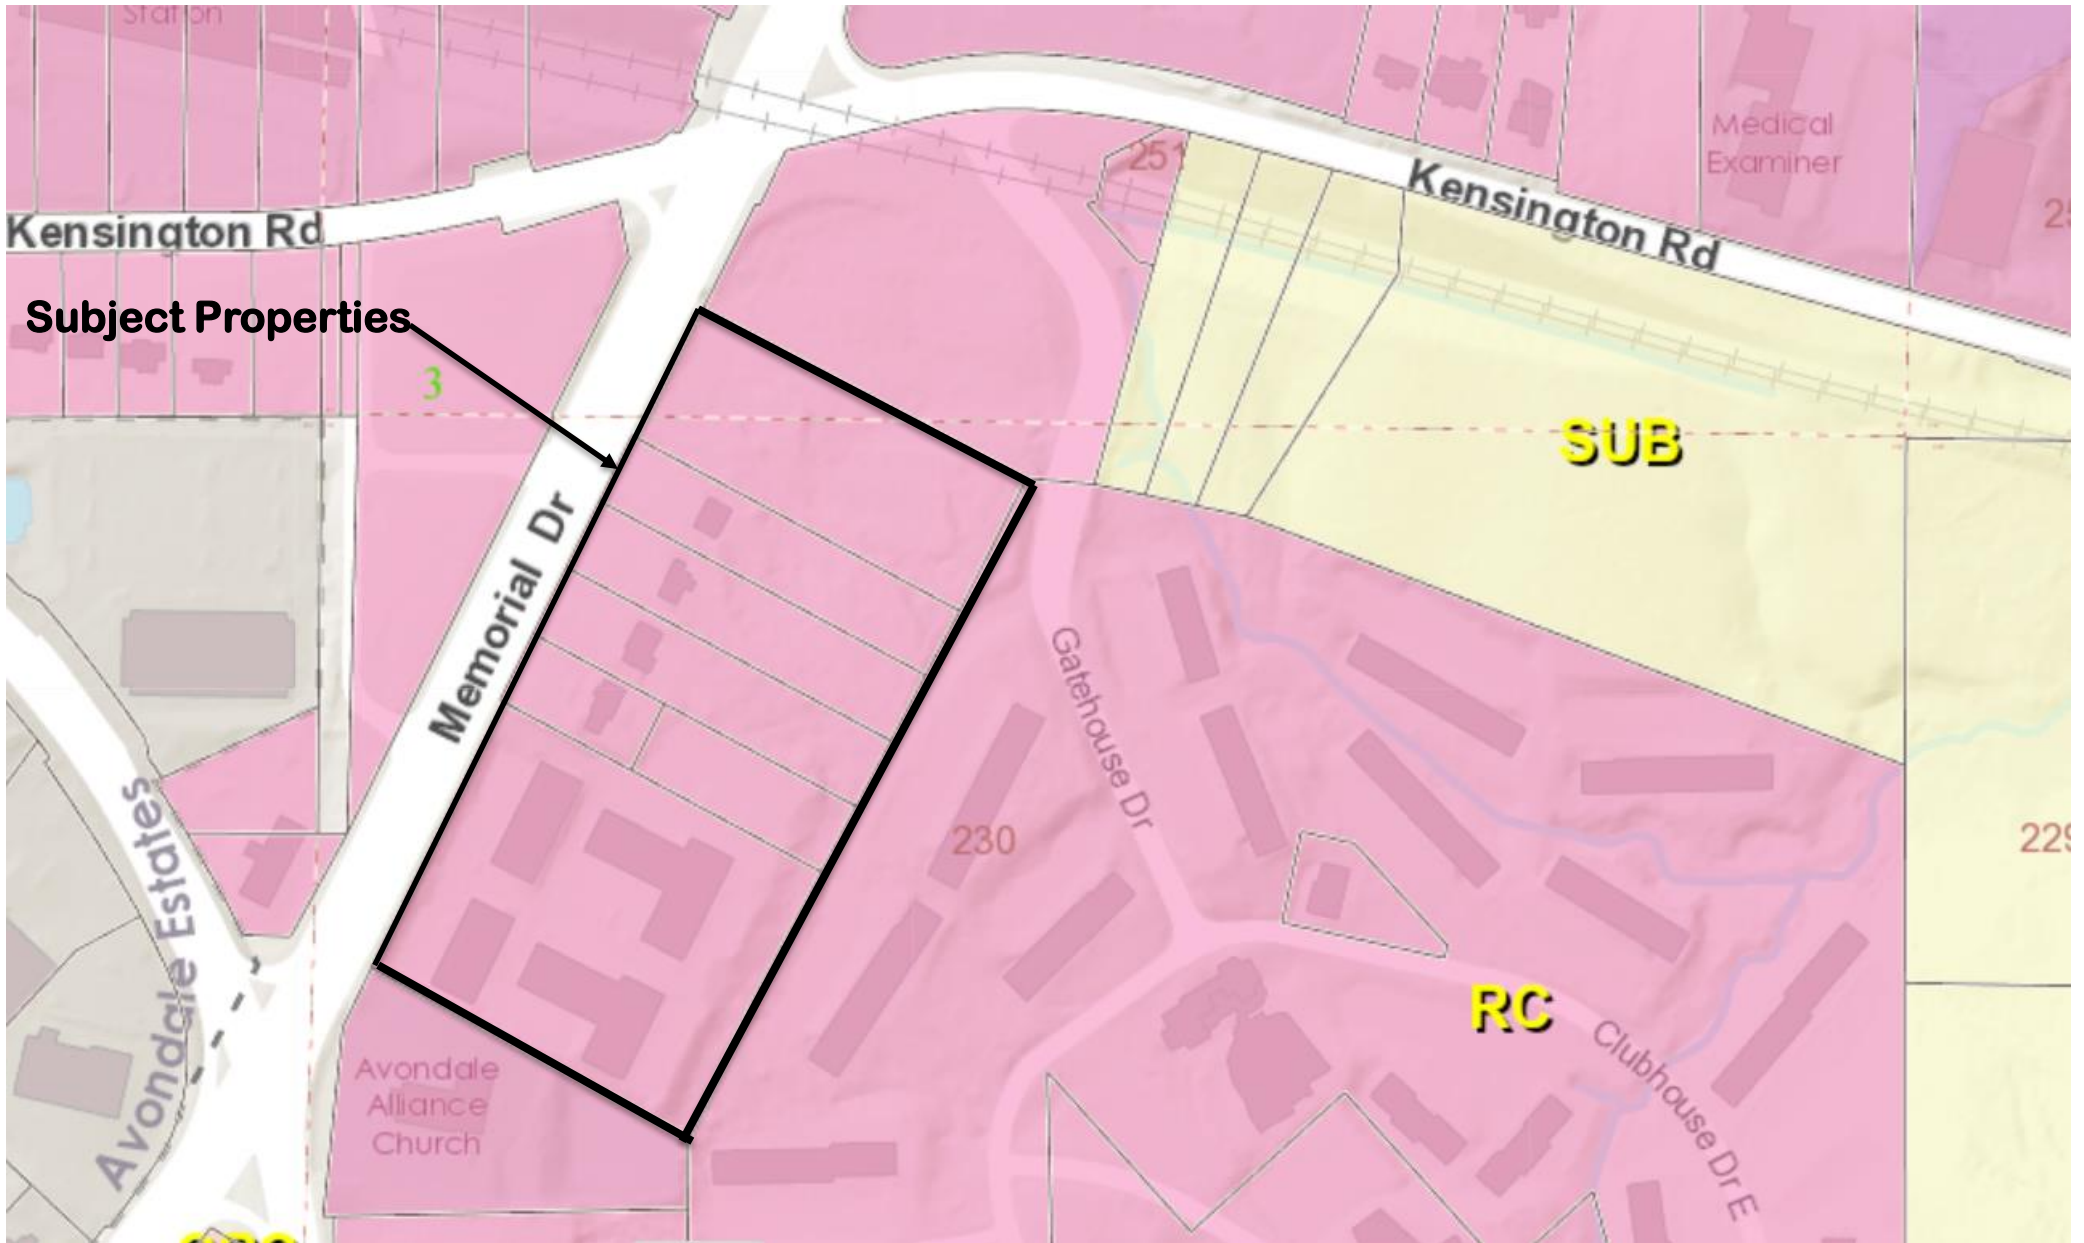 Station
Medical
Examiner
251
Kensington Rd
Kensington Rd
Subject Properties
3
SUB
Memorial Dr
Gatehouse Dr
230
229
Avondale Estates
RC
Clubhouse Dr E
Avondale
Alliance
Church